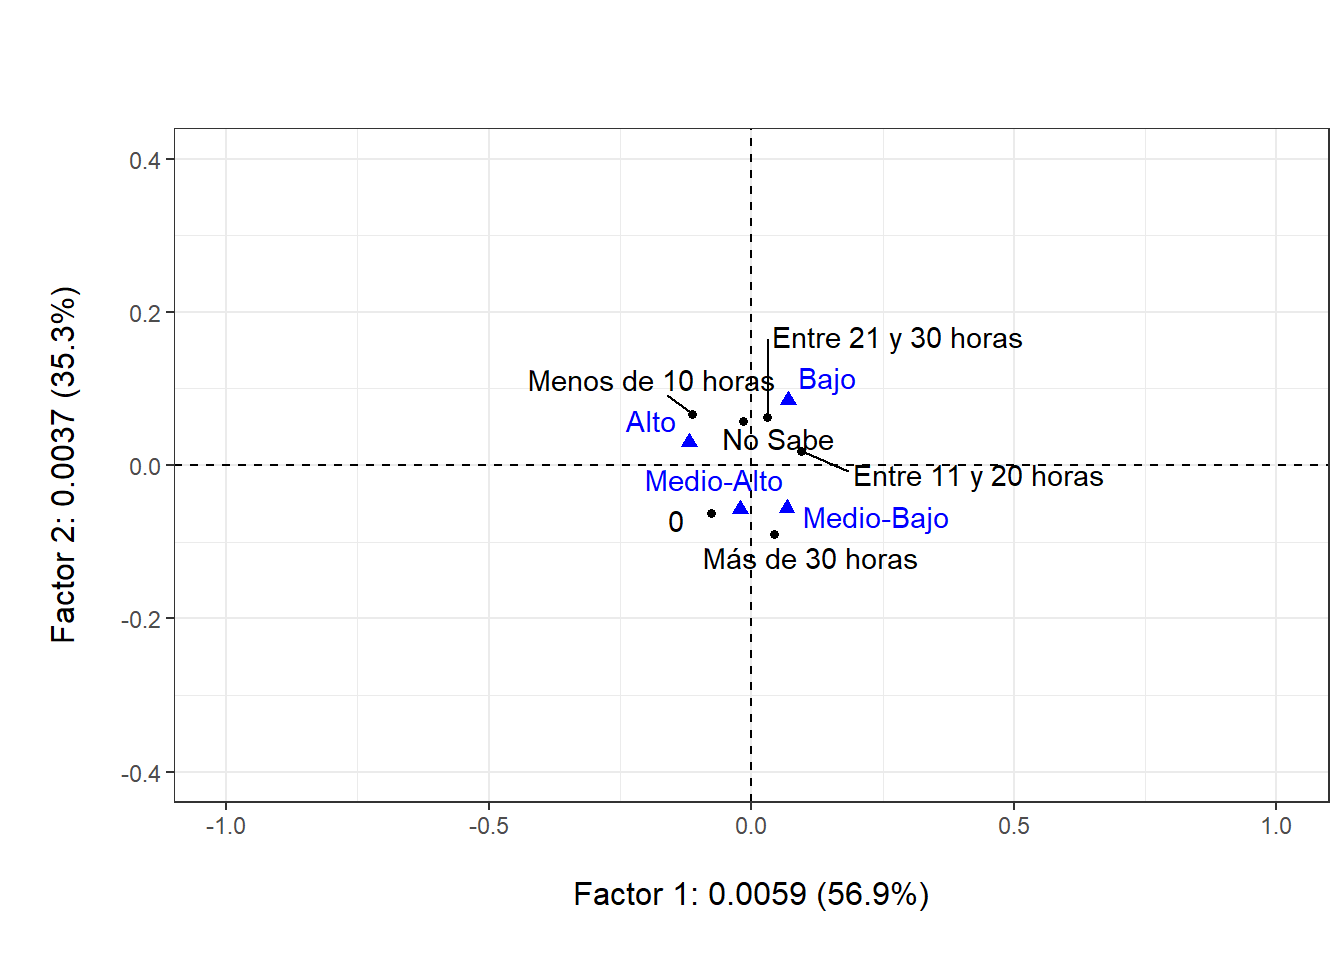 0.4
0.2
0.0
-0.2
-0.4
Factor 2: 0.0037 (35.3%)
Entre 21 y 30 horas
Menos de 10 horas
Bajo
Alto
No Sabe
Entre 11 y 20 horas
Medio-Alto
Medio-Bajo
0
Más de 30 horas
-1.0
-0.5
0.0
0.5
1.0
Factor 1: 0.0059 (56.9%)